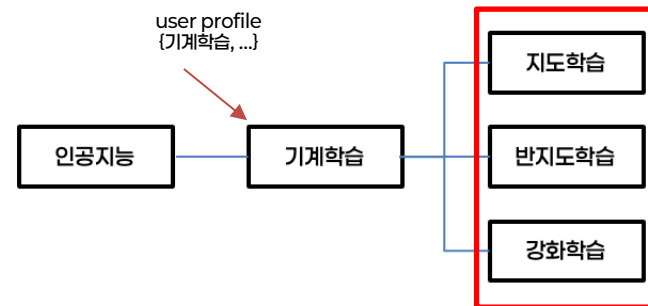 user profile
{기계학습, ...}
인공지능
기계학습
지도학습
반지도학습
강화학습